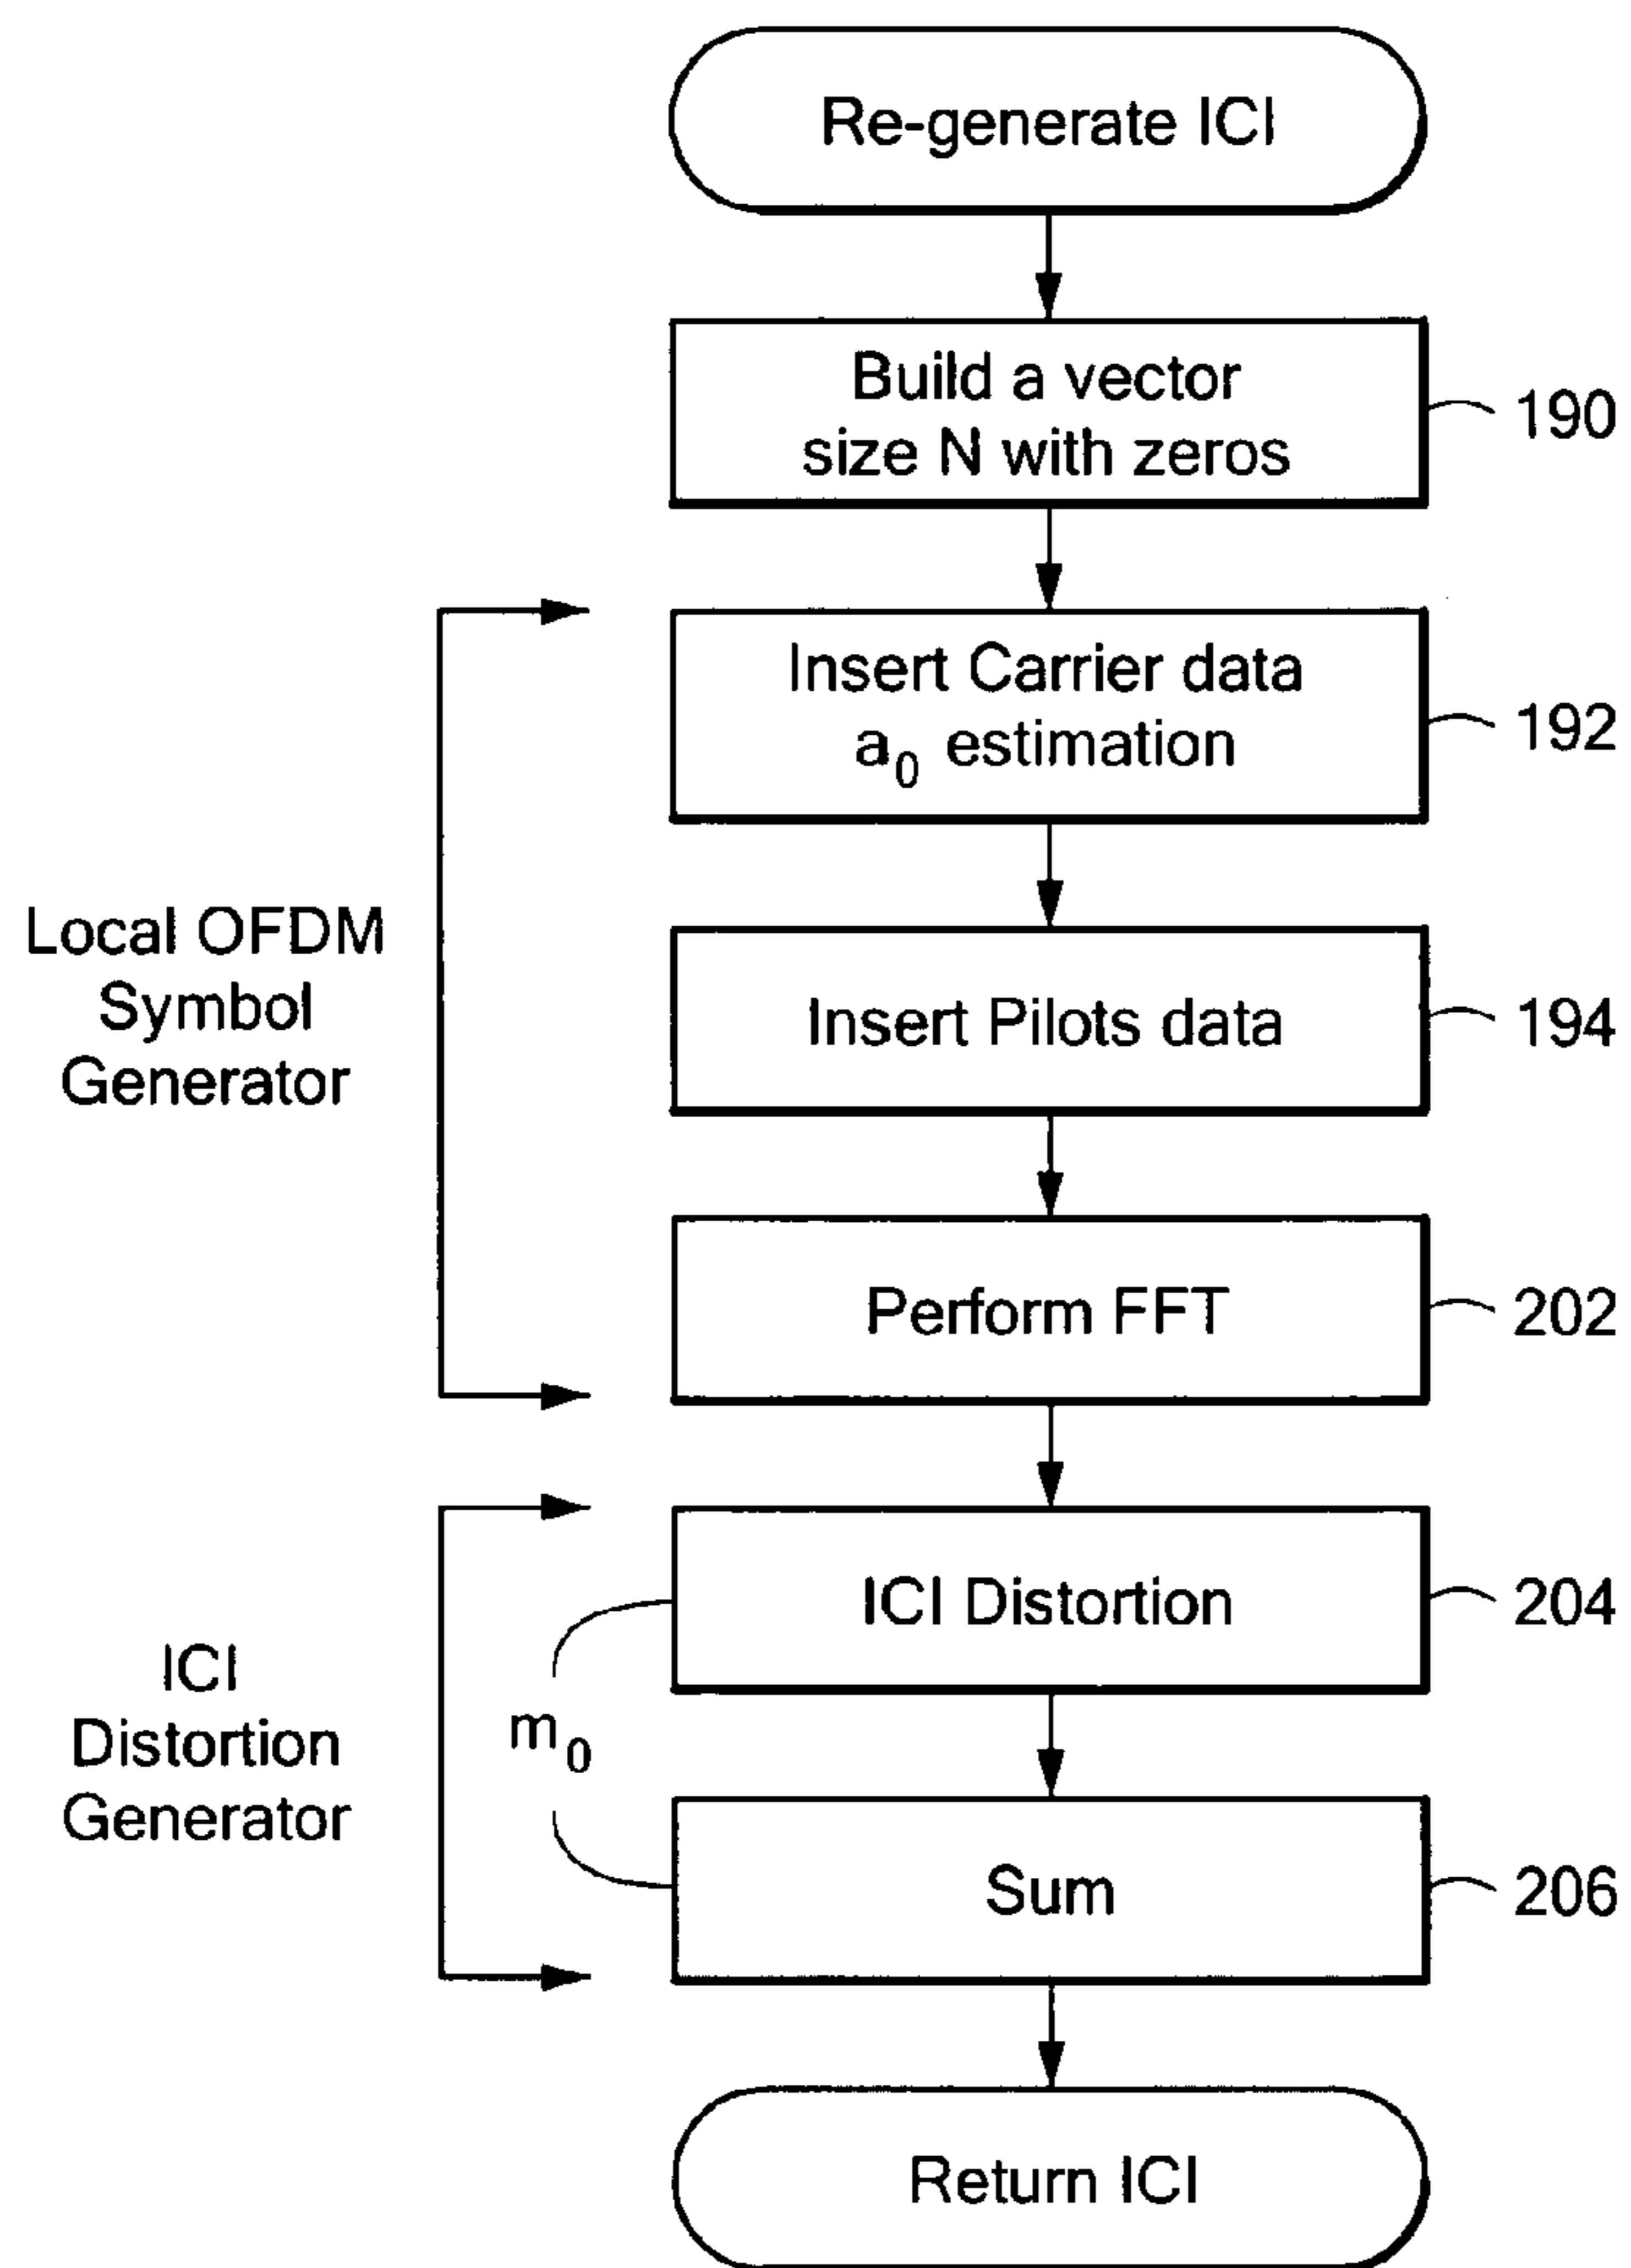 Re-generate ICI
Build a vector
size N with zeros
190
Insert Carrier data
a₀ estimation
192
Local OFDM
Symbol
Generator
Insert Pilots data
194
Perform FFT
202
ICI Distortion
204
ICI
Distortion
Generator
m₀
Sum
206
Return ICI